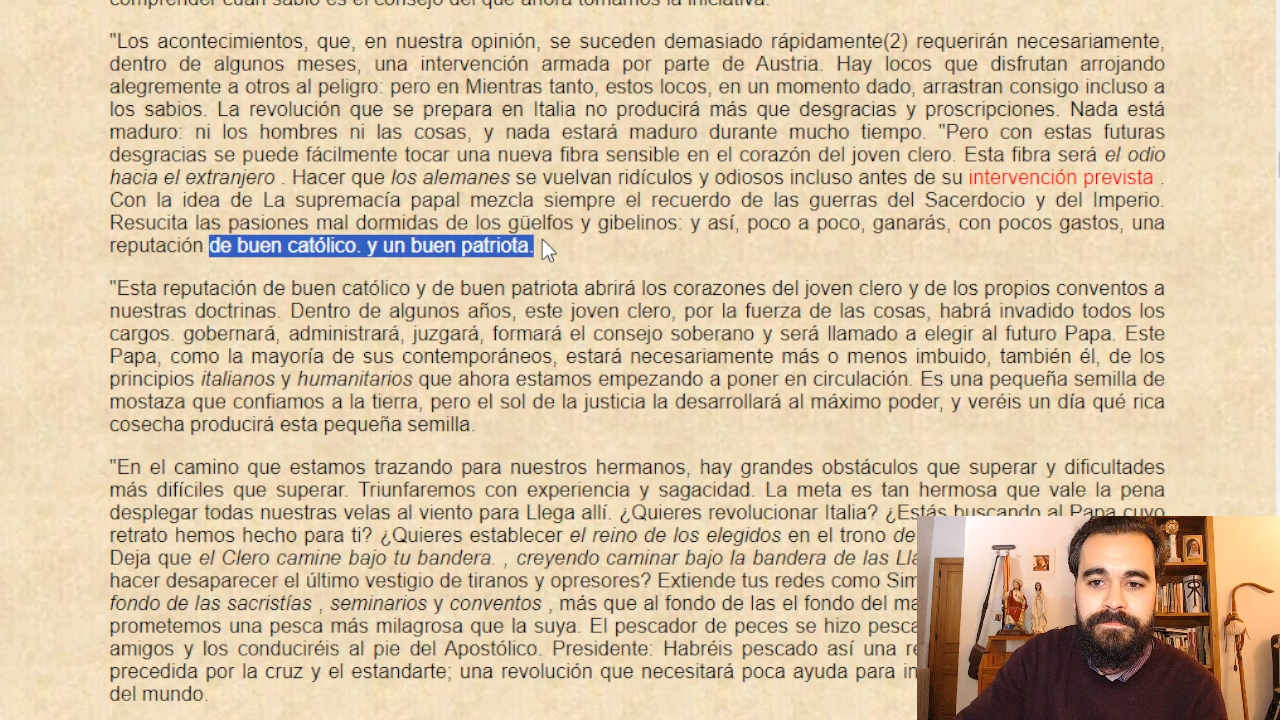 comprender cuán sabio es el consejo del que ahora tomamos la iniciativa.
"Los acontecimientos, que, en nuestra opinión, se suceden demasiado rápidamente(2) requerirán necesariamente,
dentro de algunos meses, una intervención armada por parte de Austria. Hay locos que disfrutan arrojando
alegremente a otros al peligro: pero en Mientras tanto, estos locos, en un momento dado, arrastran consigo incluso a
los sabios. La revolución que se prepara en Italia no producirá más que desgracias y proscripciones. Nada está
maduro: ni los hombres ni las cosas, y nada estará maduro durante mucho tiempo. "Pero con estas futuras
desgracias se puede fácilmente tocar una nueva fibra sensible en el corazón del joven clero. Esta fibra será el odio
hacia el extranjero . Hacer que los alemanes se vuelvan ridículos y odiosos incluso antes de su intervención prevista .
Con la idea de La supremacía papal mezcla siempre el recuerdo de las guerras del Sacerdocio y del Imperio.
Resucita las pasiones mal dormidas de los güelfos y gibelinos: y así, poco a poco, ganarás, con pocos gastos, una
reputación de buen católico. y un buen patriota.
"Esta reputación de buen católico y de buen patriota abrirá los corazones del joven clero y de los propios conventos a
nuestras doctrinas. Dentro de algunos años, este joven clero, por la fuerza de las cosas, habrá invadido todos los
cargos. gobernará, administrará, juzgará, formará el consejo soberano y será llamado a elegir al futuro Papa. Este
Papa, como la mayoría de sus contemporáneos, estará necesariamente más o menos imbuido, también él, de los
principios italianos y humanitarios que ahora estamos empezando a poner en circulación. Es una pequeña semilla de
mostaza que confiamos a la tierra, pero el sol de la justicia la desarrollará al máximo poder, y veréis un día qué rica
cosecha producirá esta pequeña semilla.
"En el camino que estamos trazando para nuestros hermanos, hay grandes obstáculos que superar y dificultades
más difíciles que superar. Triunfaremos con experiencia y sagacidad. La meta es tan hermosa que vale la pena
desplegar todas nuestras velas al viento para Llega allí. ¿Quieres revolucionar Italia? ¿Estás buscando al Papa cuyo
retrato hemos hecho para ti? ¿Quieres establecer el reino de los elegidos en el trono de
Deja que el Clero camine bajo tu bandera. , creyendo caminar bajo la bandera de las Lla
hacer desaparecer el último vestigio de tiranos y opresores? Extiende tus redes como Sim
fondo de las sacristías , seminarios y conventos , más que al fondo de las el fondo del ma
prometemos una pesca más milagrosa que la suya. El pescador de peces se hizo pesca
amigos y los conduciréis al pie del Apostólico. Presidente: Habréis pescado así una re
precedida por la cruz y el estandarte; una revolución que necesitará poca ayuda para in
del mundo.